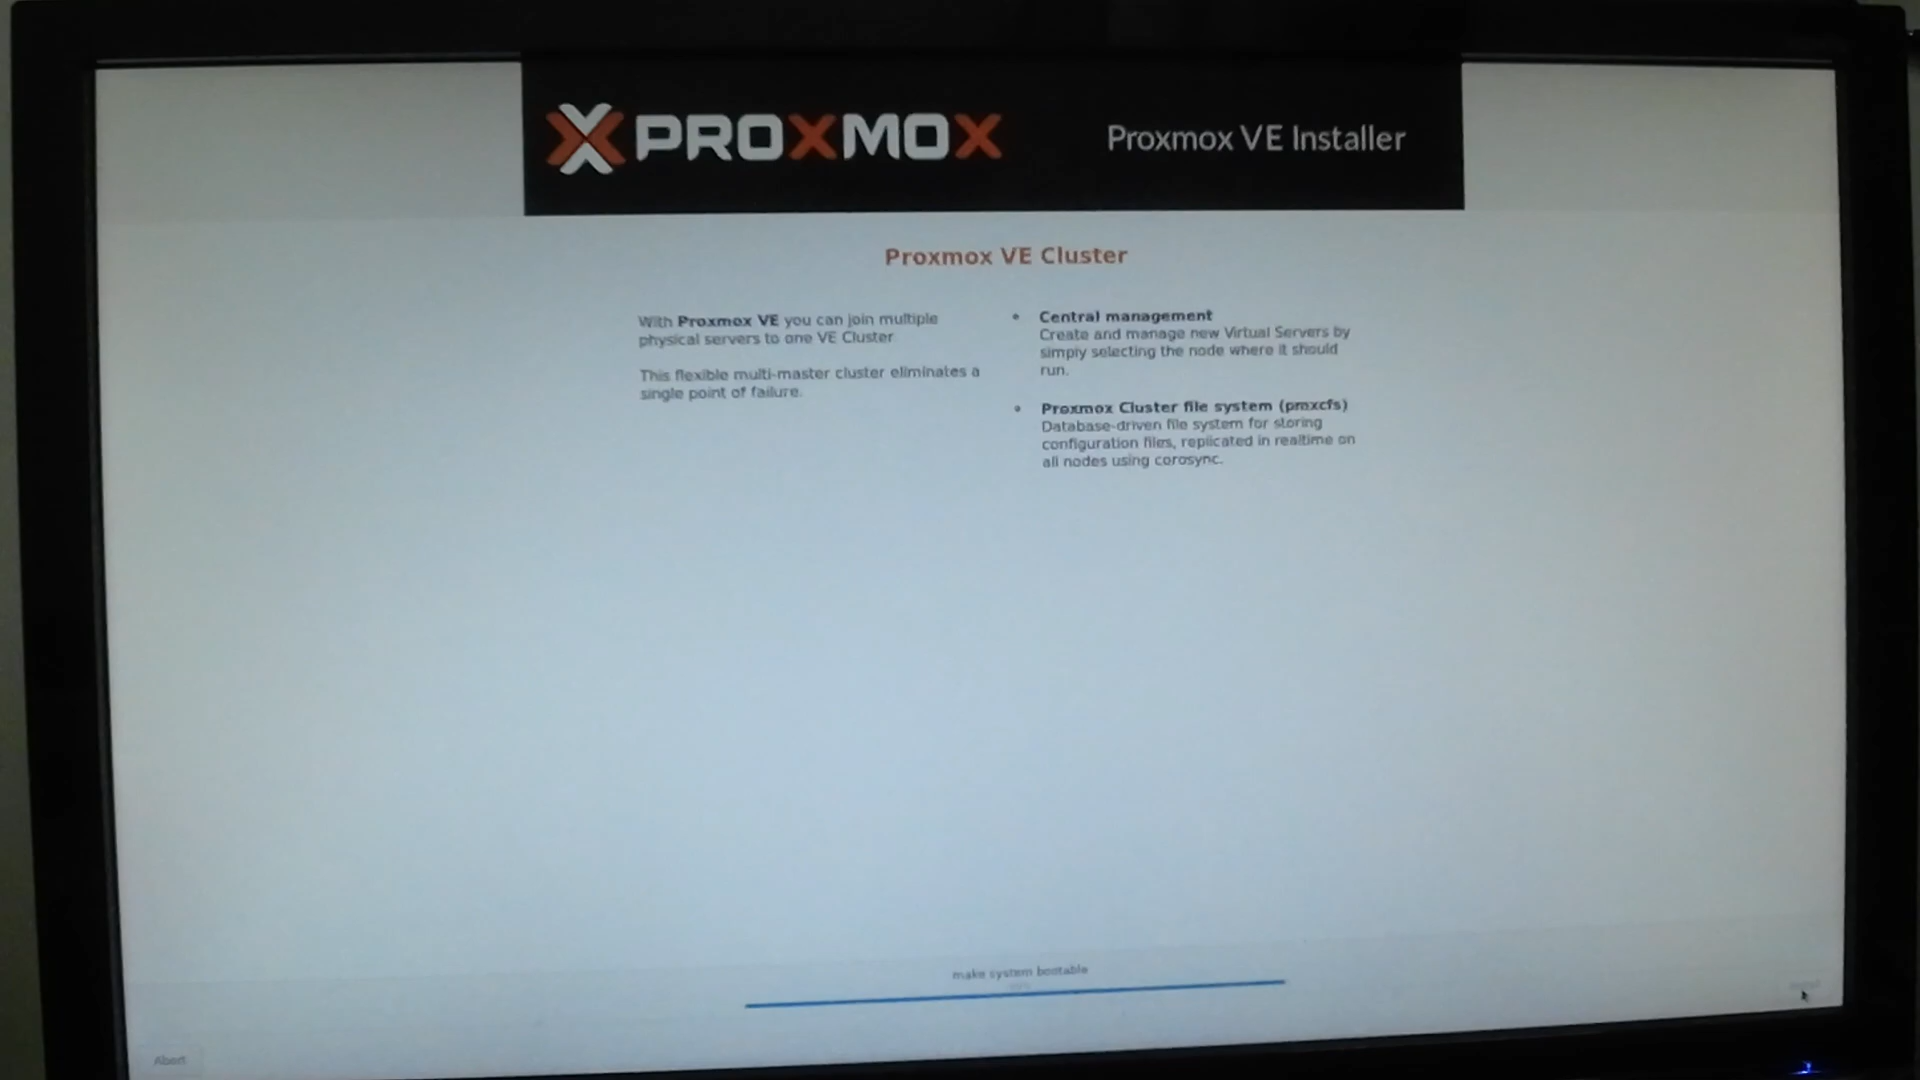 PROXMOX
Proxmox VE Installer
Proxmox VE Cluster
With Proxmox VE you can join multiple
physical servers to one VE Cluster
This flexible multi-master cluster eliminates a
single point of failure.
Central management
Create and manage new Virtual Servers by
simply selecting the node where it should
run.
Proxmox Cluster file system (pmxcfs)
Database-driven file system for storing
configuration files, replicated in realtime on
all nodes using corosync.
make system bootable
Abort